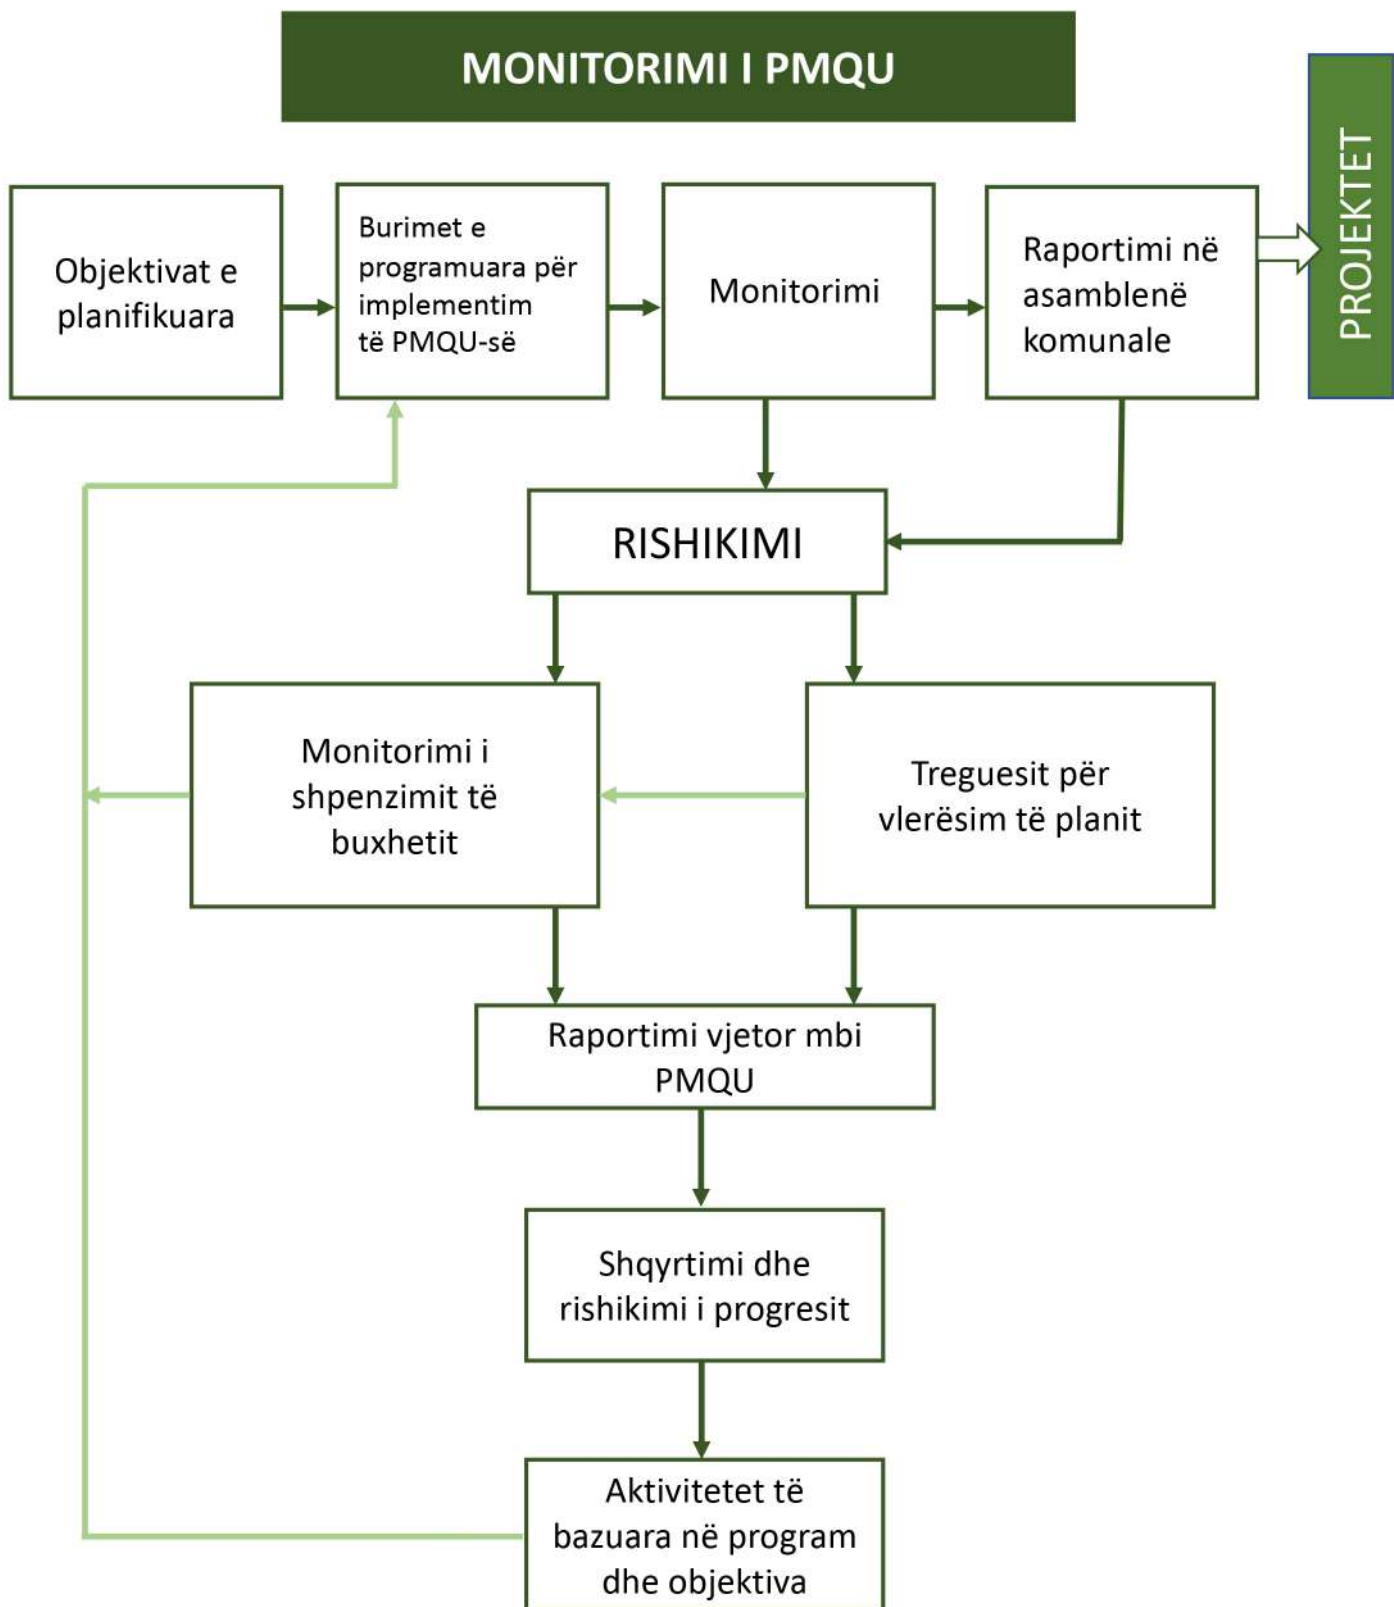 MONITORIMI I PMQU
PROJEKTET
Objektivat e
planifikuara
Burimet e
programuara për
implementim
të PMQU-së
Monitorimi
Raportimi në
asamblenë
komunale
RISHIKIMI
Monitorimi i
shpenzimit të
buxhetit
Treguesit për
vlerësim të planit
Raportimi vjetor mbi
PMQU
Shqyrtimi dhe
rishikimi i progresit
Aktivitetet të
bazuara në program
dhe objektiva